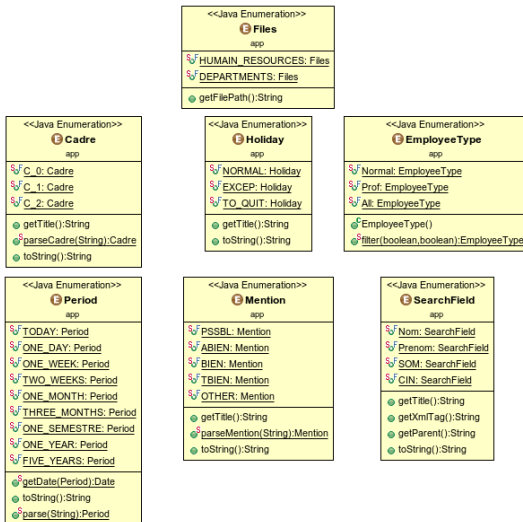 <<Java Enumeration>>
Files
app
HUMAIN_RESOURCES: Files
DEPARTMENTS: Files
getFilePath():String
<<Java Enumeration>>
Cadre
app
C_0: Cadre
C_1: Cadre
C_2: Cadre
getTitle():String
parseCadre(String):Cadre
toString():String
<<Java Enumeration>>
Holiday
app
NORMAL: Holiday
EXCEP: Holiday
TO_QUIT: Holiday
getTitle():String
toString():String
<<Java Enumeration>>
EmployeeType
app
Normal: EmployeeType
Prof: EmployeeType
All: EmployeeType
EmployeeType()
filter(boolean,boolean):EmployeeType
<<Java Enumeration>>
Period
app
TODAY: Period
ONE_DAY: Period
ONE_WEEK: Period
TWO_WEEKS: Period
ONE_MONTH: Period
THREE_MONTHS: Period
ONE_SEMESTRE: Period
ONE_YEAR: Period
FIVE_YEARS: Period
getDate(Period):Date
toString():String
parse(String):Period
<<Java Enumeration>>
Mention
app
PSSBL: Mention
ABIEN: Mention
BIEN: Mention
TBIEN: Mention
OTHER: Mention
getTitle():String
parseMention(String):Mention
toString():String
<<Java Enumeration>>
SearchField
app
Nom: SearchField
Prenom: SearchField
SOM: SearchField
CIN: SearchField
getTitle():String
getXmlTag():String
getParent():String
toString():String